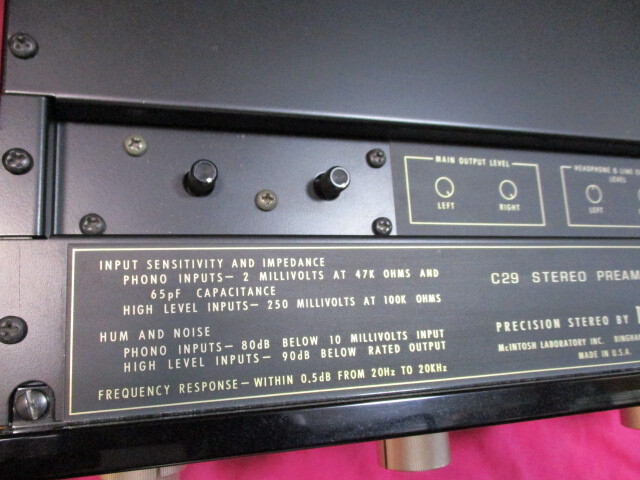 MAIN OUTPUT LEVEL
LEFT
RIGHT
HEADPHONE & LINE
LEVEL
LEFT
INPUT SENSITIVITY AND IMPEDANCE
PHONO INPUTS— 2 MILLIVOLTS AT 47K OHMS AND
65pF CAPACITANCE
HIGH LEVEL INPUTS— 250 MILLIVOLTS AT 100K OHMS
HUM AND NOISE
PHONO INPUTS— 80dB BELOW 10 MILLIVOLTS INPUT
HIGH LEVEL INPUTS— 90dB BELOW RATED OUTPUT
FREQUENCY RESPONSE—WITHIN 0.5dB FROM 20Hz TO 20KHz
C29 STEREO PREAM
PRECISION STEREO BY
McINTOSH LABORATORY INC. BINGHA
MADE IN U.S.A.